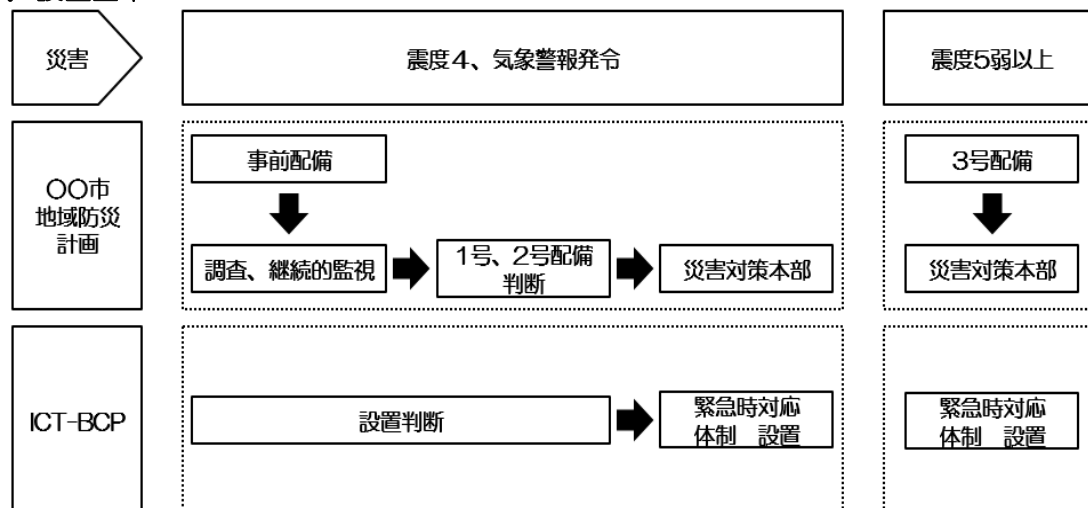 災害
震度４、気象警報発令
震度5弱以上
〇〇市
地域防災
計画
事前配備
3号配備
調査、継続的監視
1号、2号配備
判断
災害対策本部
災害対策本部
ICT-BCP
設置判断
緊急時対応
体制　設置
緊急時対応
体制　設置